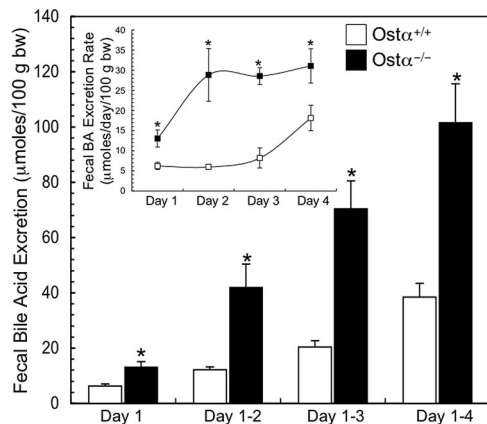 Fecal Bile Acid Excretion (μmoles/100 g bw)
140
120
100
80
60
40
20
0
Day 1
Day 1-2
Day 1-3
Day 1-4
*
*
*
*
Ostα+/+
Ostα−/−
Fecal BA Excretion Rate
(μmoles/day/100 g bw)
40
35
30
25
20
15
10
5
0
Day 1
Day 2
Day 3
Day 4
*
*
*
*